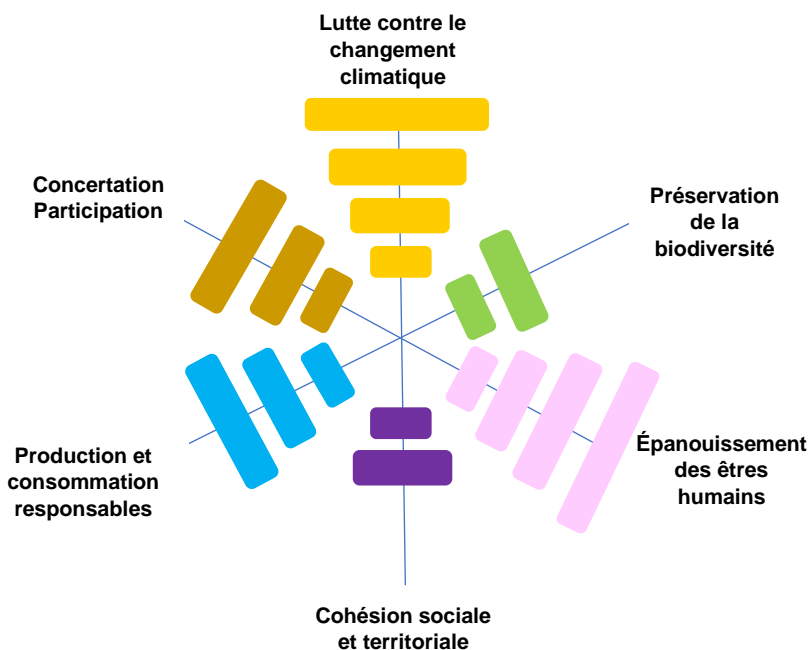 Lutte contre le
changement
climatique
Concertation
Participation
Préservation
de la
biodiversité
Production et
consommation
responsables
Épanouissement
des êtres
humains
Cohésion sociale
et territoriale